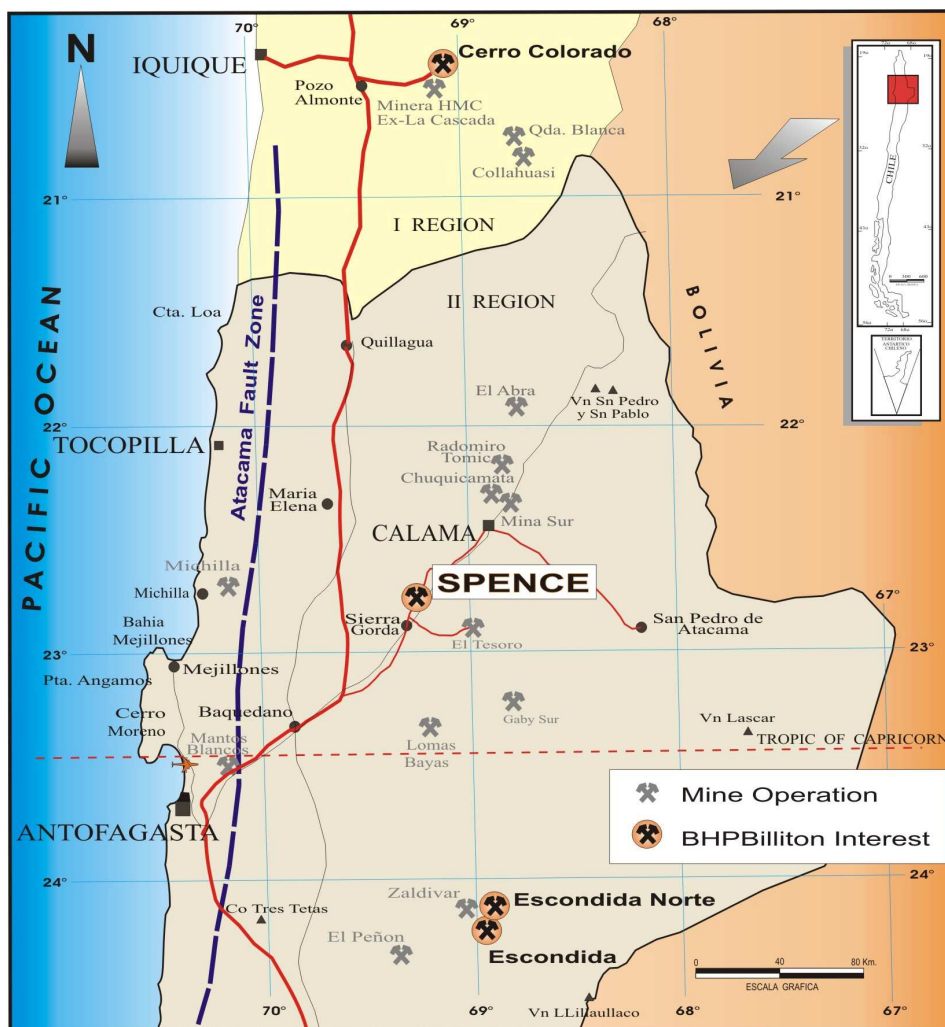 70°
69°
68°
N
IQUIQUE
Cerro Colorado
Pozo
Almonte
Minera HMC
Ex-La Cascada
Qda. Blanca
Collahuasi
CHILE
21°
21°
I REGION
II REGION
BOLIVIA
PACIFIC OCEAN
Atacama Fault Zone
Cta. Loa
Quillagua
TERRITORIO
ANTARTICO
CHILENO
El Abra
Vn Sn Pedro
y Sn Pablo
22°
22°
TOCOPILLA
Radomiro
Tomic
Chuquicamata
Maria
Elena
Mina Sur
CALAMA
Michilla
SPENCE
Michilla
67°
Bahia
Mejillones
Sierra
Gorda
San Pedro de
Atacama
El Tesoro
23°
23°
Mejillones
Pta. Angamos
Cerro
Moreno
Baquedano
Gaby Sur
Vn Lascar
Mantos
Blancos
Lomas
Bayas
TROPIC OF CAPRICORN
Mine Operation
ANTOFAGASTA
BHPBilliton Interest
24°
24°
Zaldivar
Escondida Norte
Co Tres Tetas
El Peñon
Escondida
0 40 80 Km.
ESCALA GRAFICA
70°
69°
68°
67°
Vn LLillaullaco